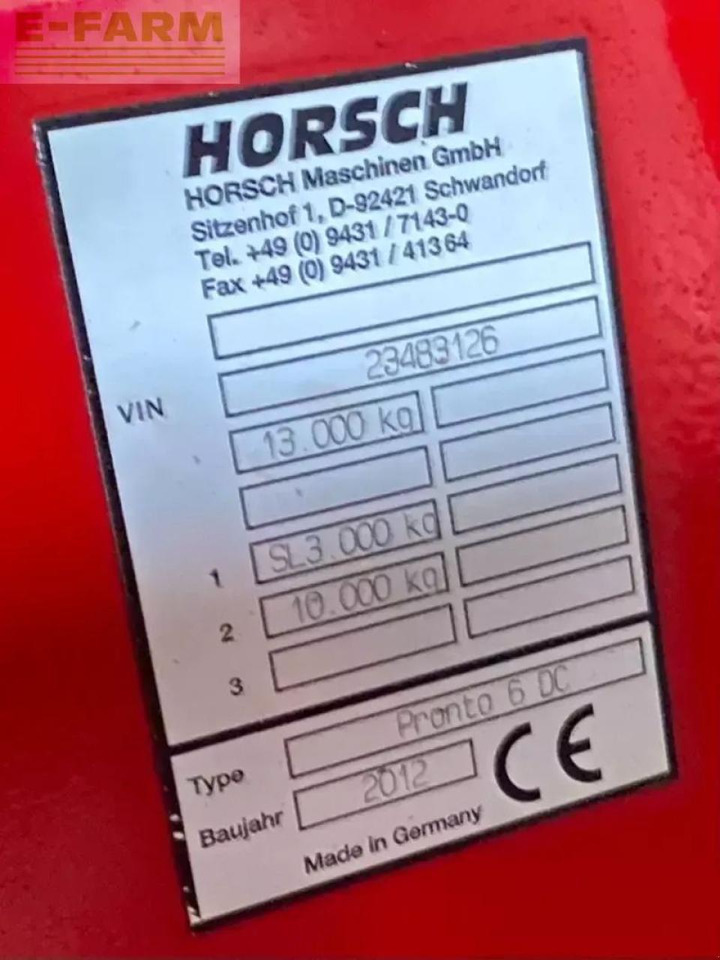 E-FARM
HORSCH
HORSCH Maschinen GmbH
Sitzenhof 1, D-92421 Schwandorf
Tel. +49 (0) 9431 / 7143-0
Fax +49 (0) 9431 / 41364
VIN 23483126
13.000 kg
1 SL3.000 kg
2 10.000 kg
3
Type Pronto 6 DC
Baujahr 2012
CE
Made in Germany